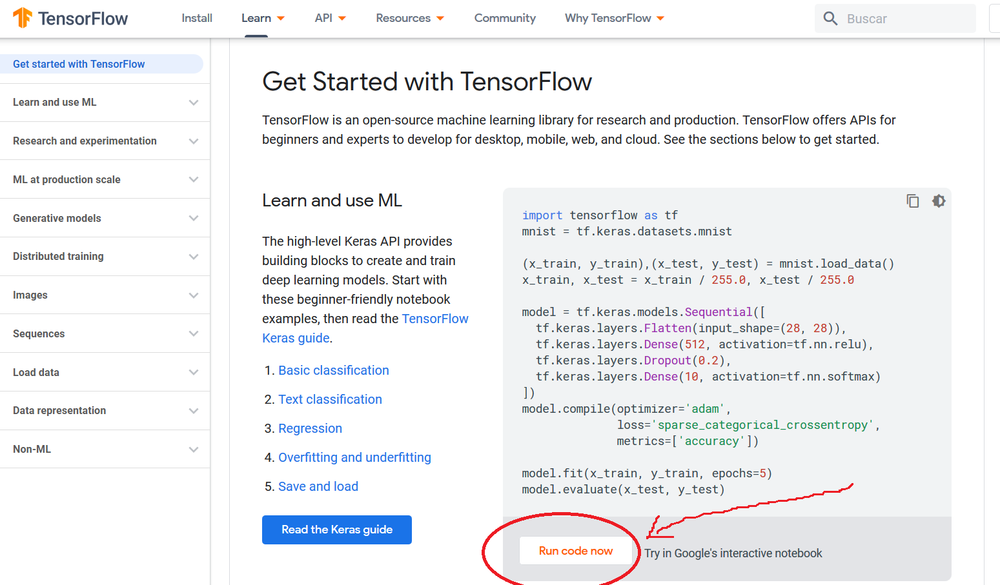 TensorFlow
Install
Learn
API
Resources
Community
Why TensorFlow
Buscar
Get started with TensorFlow
Learn and use ML
Research and experimentation
ML at production scale
Generative models
Distributed training
Images
Sequences
Load data
Data representation
Non-ML
Get Started with TensorFlow
TensorFlow is an open-source machine learning library for research and production. TensorFlow offers APIs for
beginners and experts to develop for desktop, mobile, web, and cloud. See the sections below to get started.
Learn and use ML
The high-level Keras API provides
building blocks to create and train
deep learning models. Start with
these beginner-friendly notebook
examples, then read the TensorFlow
Keras guide.
1. Basic classification
2. Text classification
3. Regression
4. Overfitting and underfitting
5. Save and load
Read the Keras guide
import tensorflow as tf
mnist = tf.keras.datasets.mnist
(x_train, y_train),(x_test, y_test) = mnist.load_data()
x_train, x_test = x_train / 255.0, x_test / 255.0
model = tf.keras.models.Sequential([
  tf.keras.layers.Flatten(input_shape=(28, 28)),
  tf.keras.layers.Dense(512, activation=tf.nn.relu),
  tf.keras.layers.Dropout(0.2),
  tf.keras.layers.Dense(10, activation=tf.nn.softmax)
])
model.compile(optimizer='adam',
              loss='sparse_categorical_crossentropy',
              metrics=['accuracy'])
model.fit(x_train, y_train, epochs=5)
model.evaluate(x_test, y_test)
Run code now
Try in Google's interactive notebook